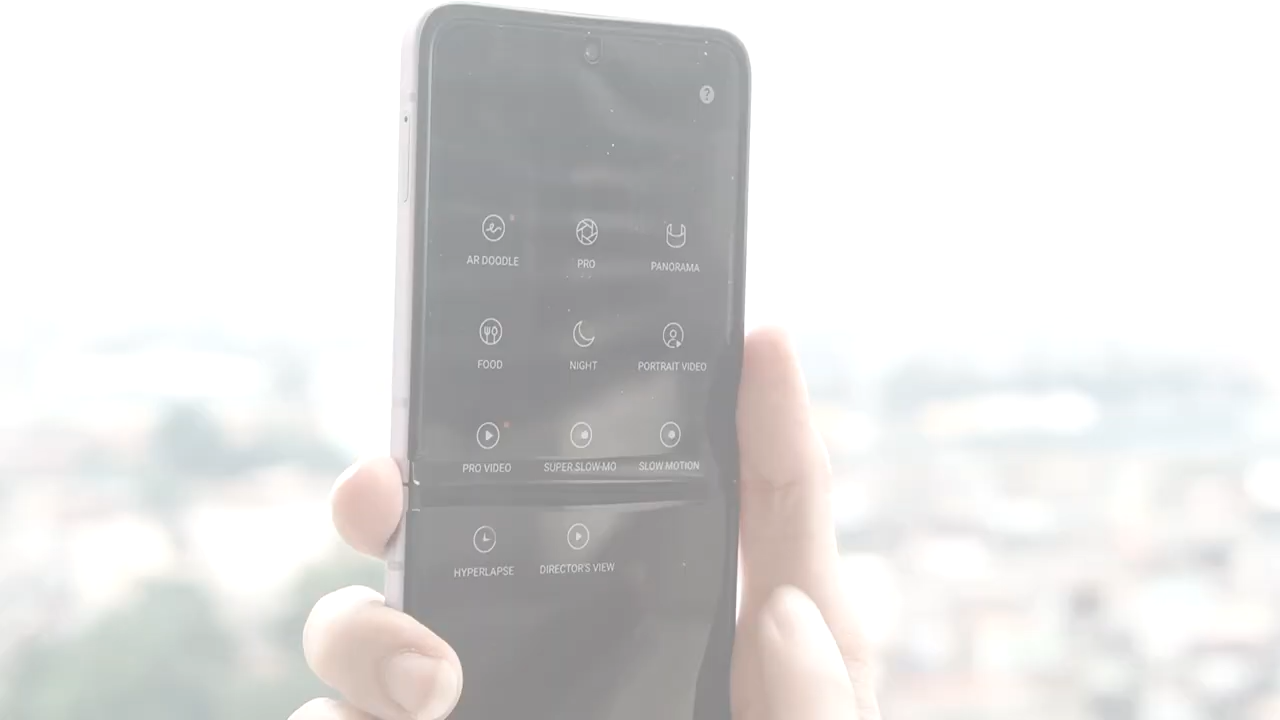 ?
AR DOODLE
PRO
PANORAMA
FOOD
NIGHT
PORTRAIT VIDEO
PRO VIDEO
SUPER SLOW-MO
SLOW MOTION
HYPERLAPSE
DIRECTOR'S VIEW